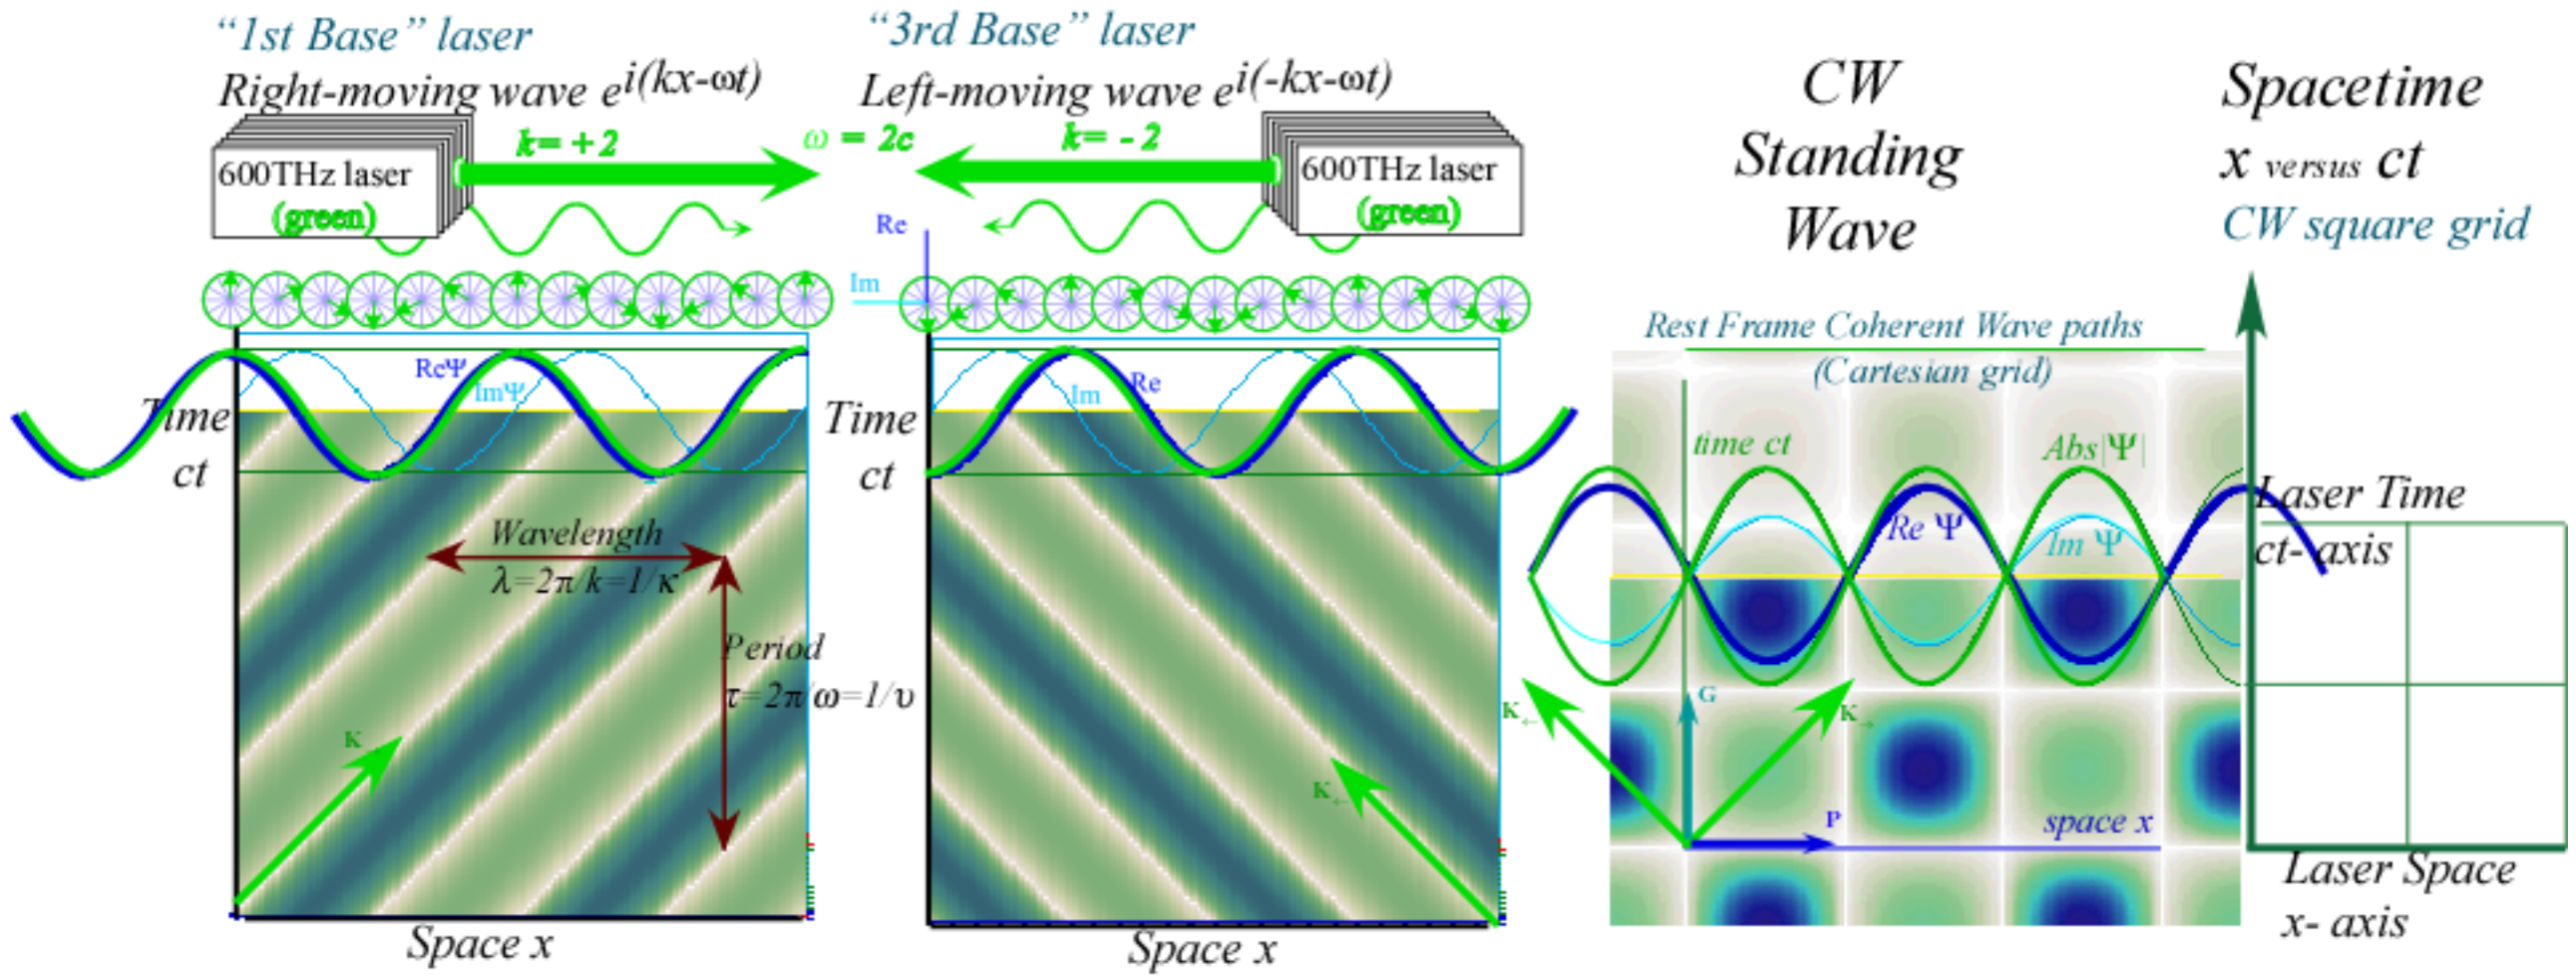 “1st Base” laser
Right-moving wave e^i(kx-ωt)
k= +2
600THz laser
(green)
ω = 2c
“3rd Base” laser
Left-moving wave e^i(-kx-ωt)
k= - 2
600THz laser
(green)
Re
Im
ReΨ
ImΨ
Time
ct
Wavelength
λ=2π/k=1/κ
Period
τ=2π/ω=1/υ
K→
Space x
Time
ct
Im
Re
K←
Space x
CW
Standing
Wave
Rest Frame Coherent Wave paths
(Cartesian grid)
time ct
Abs|Ψ|
Re Ψ
Im Ψ
K←
G
K→
P
space x
Spacetime
x versus ct
CW square grid
Laser Time
ct- axis
Laser Space
x- axis